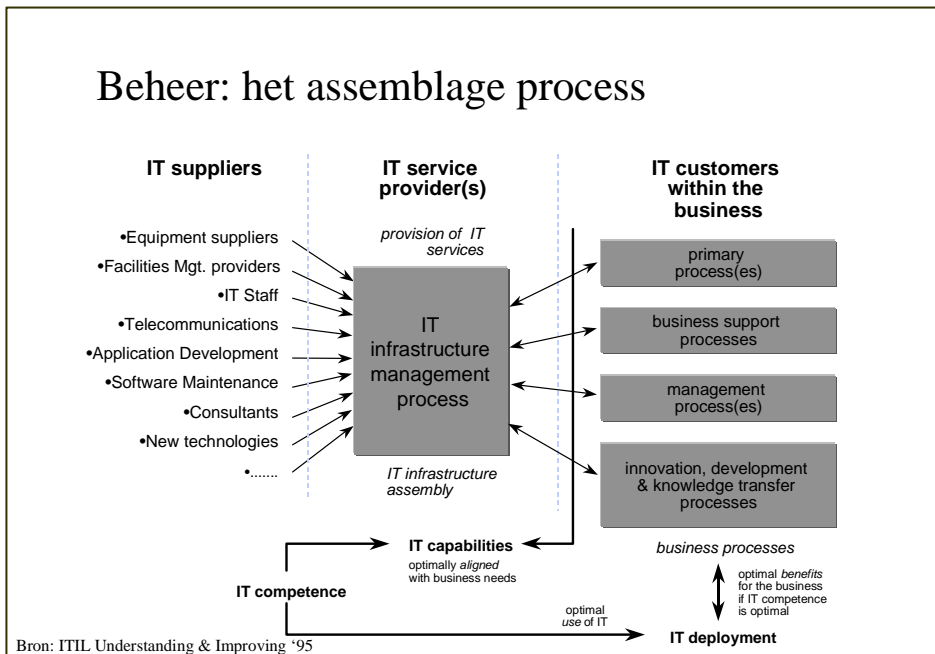 Beheer: het assemblage process
IT suppliers
•Equipment suppliers
•Facilities Mgt. providers
•IT Staff
•Telecommunications
•Application Development
•Software Maintenance
•Consultants
•New technologies
•.......
IT service
provider(s)
provision of IT
services
IT
infrastructure
management
process
IT infrastructure
assembly
IT customers
within the
business
primary
process(es)
business support
processes
management
process(es)
innovation, development
& knowledge transfer
processes
business processes
IT capabilities
optimally aligned
with business needs
IT competence
optimal benefits
for the business
if IT competence
is optimal
optimal
use of IT
IT deployment
Bron: ITIL Understanding & Improving ‘95